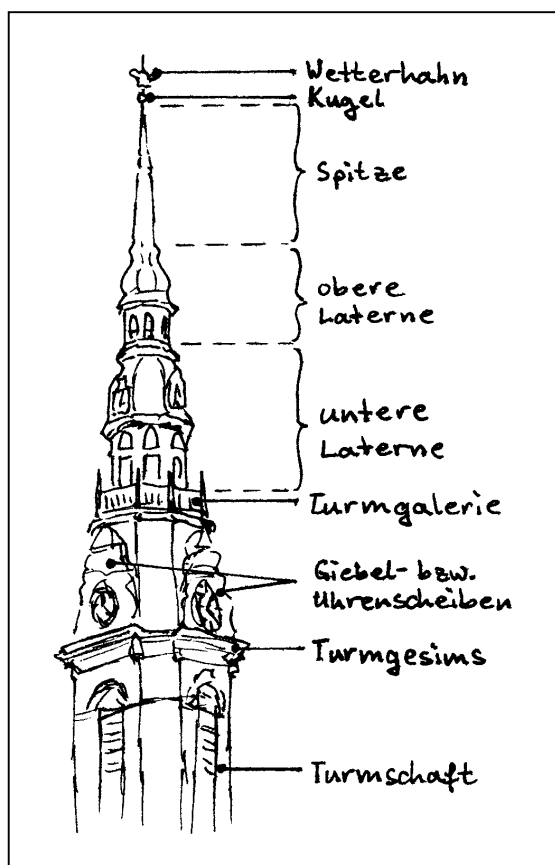 Wetterhahn
Kugel
Spitze
obere
Laterne
untere
Laterne
Turmgalerie
Giebel- bzw.
Uhrenscheiben
Turmgesims
Turmschaft